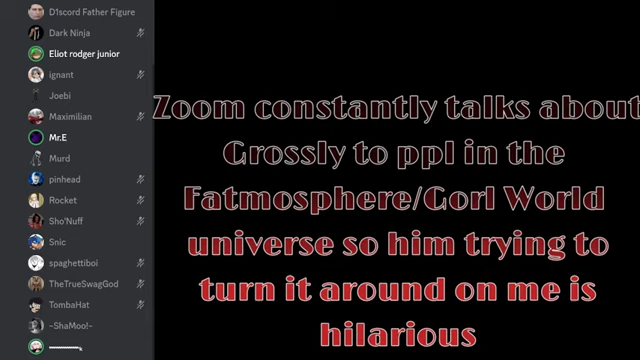 D1scord Father Figure
Dark Ninja
Eliot rodger junior
ignant
Joebi
Maximilian
Mr.E
Murd
pinhead
Rocket
Sho'Nuff
Snic
spaghettiboi
TheTrueSwagGod
TombaHat
~ShaMoo!~
Zoom constantly talks about
Grossly to ppl in the
Fatmosphere/Gorl World
universe so him trying to
turn it around on me is
hilarious